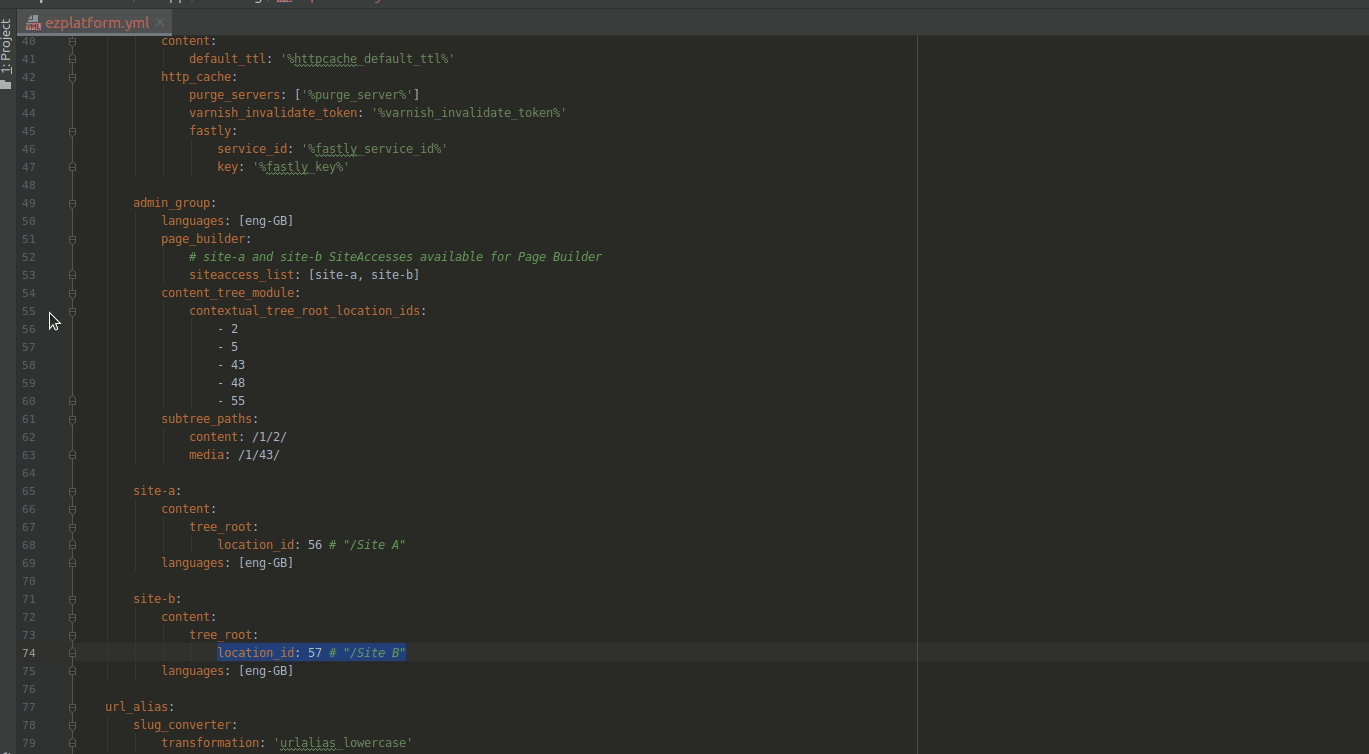 ezplatform.yml
1: Project
40 content:
41 default_ttl: '%httpcache_default_ttl%'
42 http_cache:
43 purge_servers: ['%purge_server%']
44 varnish_invalidate_token: '%varnish_invalidate_token%'
45 fastly:
46 service_id: '%fastly_service_id%'
47 key: '%fastly_key%'
48
49 admin_group:
50 languages: [eng-GB]
51 page_builder:
52 # site-a and site-b SiteAccesses available for Page Builder
53 siteaccess_list: [site-a, site-b]
54 content_tree_module:
55 contextual_tree_root_location_ids:
56 - 2
57 - 5
58 - 43
59 - 48
60 - 55
61 subtree_paths:
62 content: /1/2/
63 media: /1/43/
64
65 site-a:
66 content:
67 tree_root:
68 location_id: 56 # "/Site A"
69 languages: [eng-GB]
70
71 site-b:
72 content:
73 tree_root:
74 location_id: 57 # "/Site B"
75 languages: [eng-GB]
76
77 url_alias:
78 slug_converter:
79 transformation: 'urlalias_lowercase'